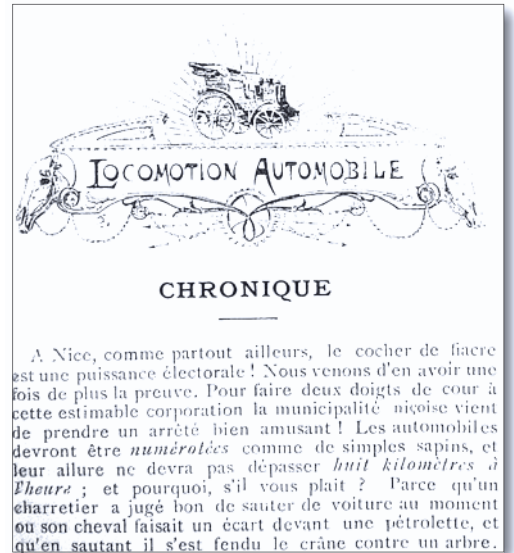 LOCOMOTION AUTOMOBILE
CHRONIQUE
A Nice, comme partout ailleurs, le cocher de fiacre
est une puissance électorale ! Nous venons d'en avoir une
fois de plus la preuve. Pour faire deux doigts de cour à
cette estimable corporation la municipalité niçoise vient
de prendre un arrêté bien amusant ! Les automobiles
devront être numérotées comme de simples sapins, et
leur allure ne devra pas dépasser huit kilomètres à
l'heure ; et pourquoi, s'il vous plait ? Parce qu'un
charretier a jugé bon de sauter de voiture au moment
ou son cheval faisait un écart devant une pétrolette, et
qu'en sautant il s'est fendu le crâne contre un arbre.